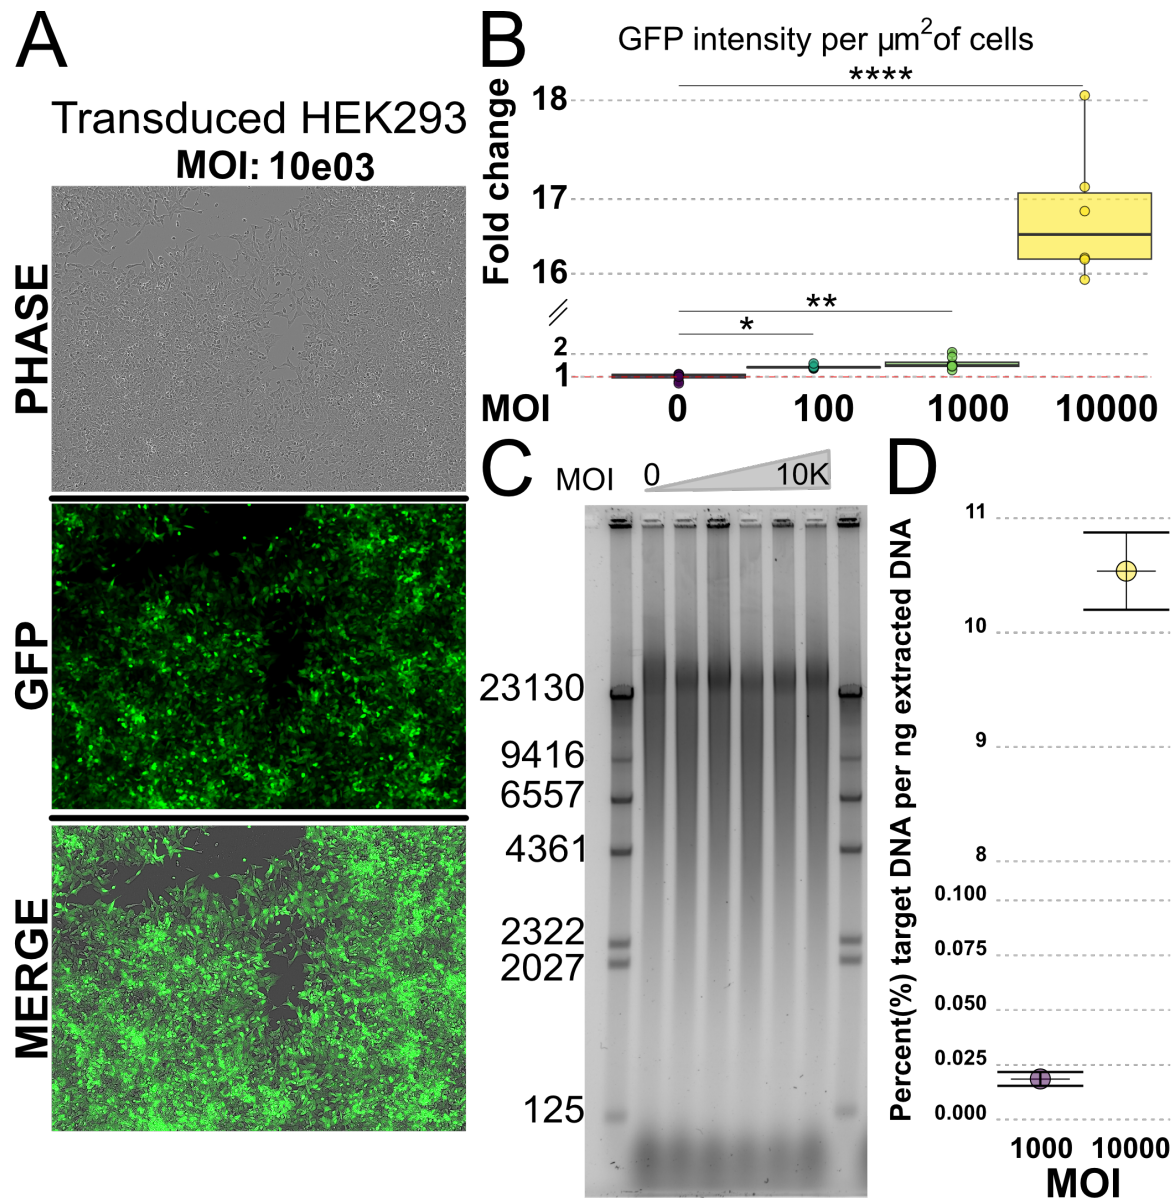 A
Transduced HEK293
MOI: 10e03
PHASE
GFP
MERGE
B
GFP intensity per µm2of cells
Fold change
****
18
17
16
**
*
2
1
MOI 0 100 1000 10000
C
MOI 0 10K
23130
9416
6557
4361
2322
2027
125
D
Percent(%) target DNA per ng extracted DNA
11
10
9
8
0.100
0.075
0.050
0.025
0.000
1000 10000
MOI